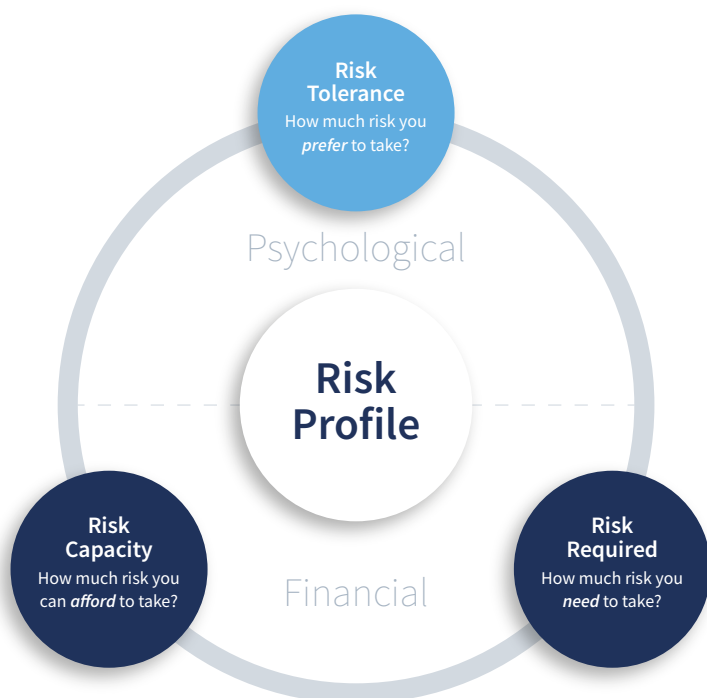 Risk
Tolerance
How much risk you
prefer to take?
Psychological
Risk
Profile
Risk
Capacity
How much risk you
can afford to take?
Risk
Required
How much risk you
need to take?
Financial